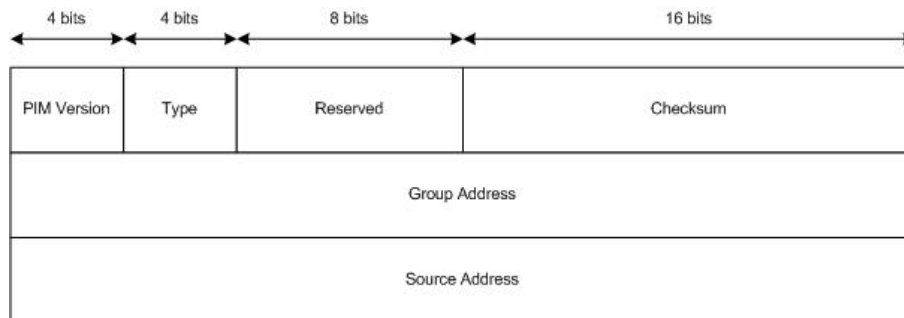 4 bits 4 bits 8 bits 16 bits
PIM Version Type Reserved Checksum
Group Address
Source Address